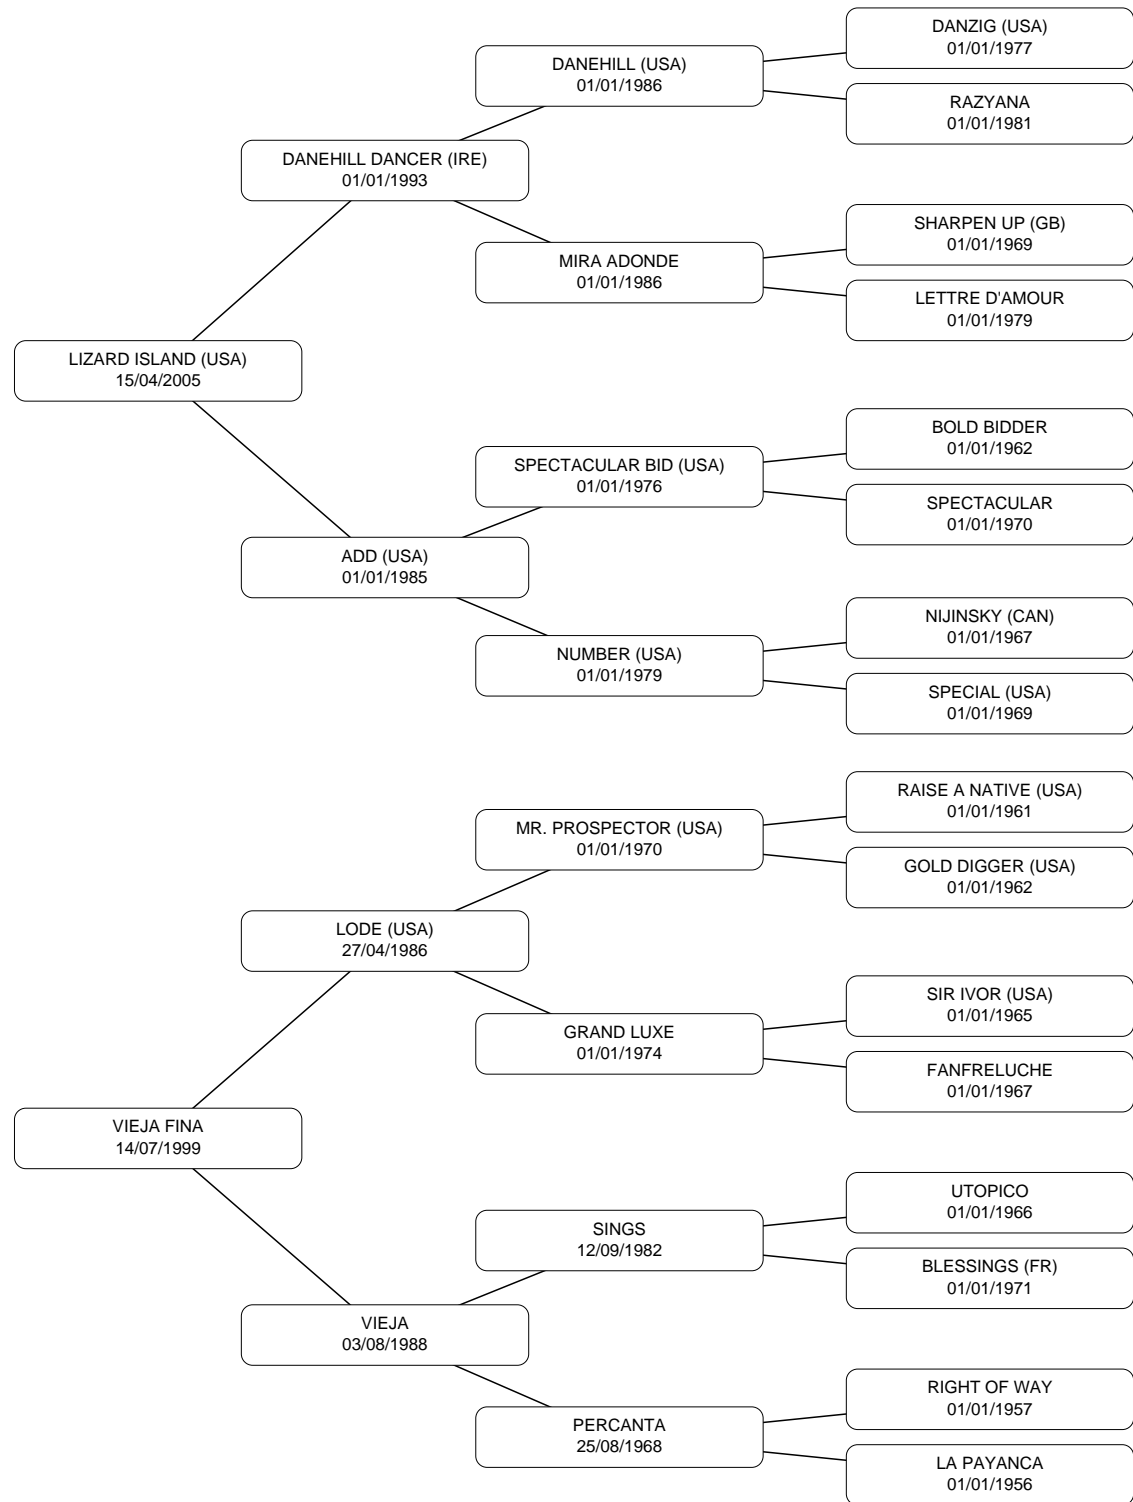 DANZIG (USA)
01/01/1977
DANEHILL (USA)
01/01/1986
RAZYANA
01/01/1981
DANEHILL DANCER (IRE)
01/01/1993
SHARPEN UP (GB)
01/01/1969
MIRA ADONDE
01/01/1986
LETTRE D'AMOUR
01/01/1979
LIZARD ISLAND (USA)
15/04/2005
BOLD BIDDER
01/01/1962
SPECTACULAR BID (USA)
01/01/1976
SPECTACULAR
01/01/1970
ADD (USA)
01/01/1985
NIJINSKY (CAN)
01/01/1967
NUMBER (USA)
01/01/1979
SPECIAL (USA)
01/01/1969
RAISE A NATIVE (USA)
01/01/1961
MR. PROSPECTOR (USA)
01/01/1970
GOLD DIGGER (USA)
01/01/1962
LODE (USA)
27/04/1986
SIR IVOR (USA)
01/01/1965
GRAND LUXE
01/01/1974
FANFRELUCHE
01/01/1967
VIEJA FINA
14/07/1999
UTOPICO
01/01/1966
SINGS
12/09/1982
BLESSINGS (FR)
01/01/1971
VIEJA
03/08/1988
RIGHT OF WAY
01/01/1957
PERCANTA
25/08/1968
LA PAYANCA
01/01/1956